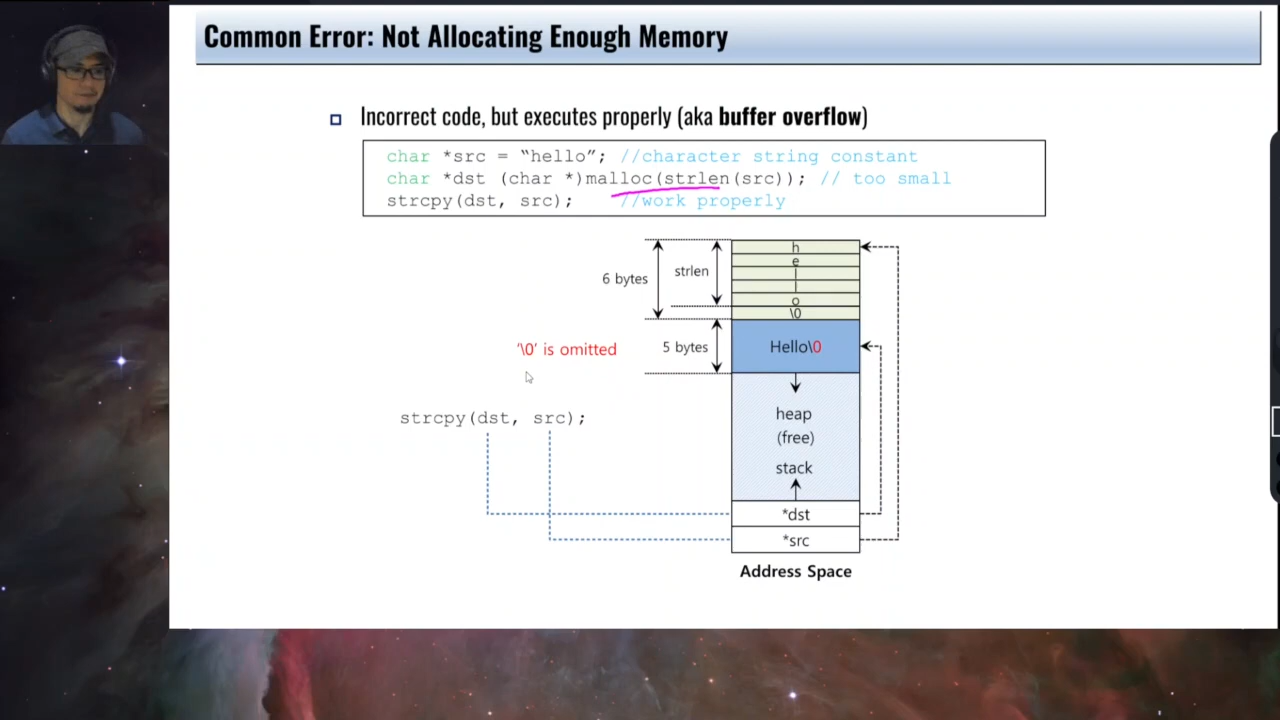 Common Error: Not Allocating Enough Memory
Incorrect code, but executes properly (aka buffer overflow)
char *src = “hello”; //character string constant
char *dst (char *)malloc(strlen(src)); // too small
strcpy(dst, src); //work properly
h
e
l
l
o
\0
strlen
6 bytes
'\0' is omitted
5 bytes
Hello\0
strcpy(dst, src);
heap
(free)
stack
*dst
*src
Address Space